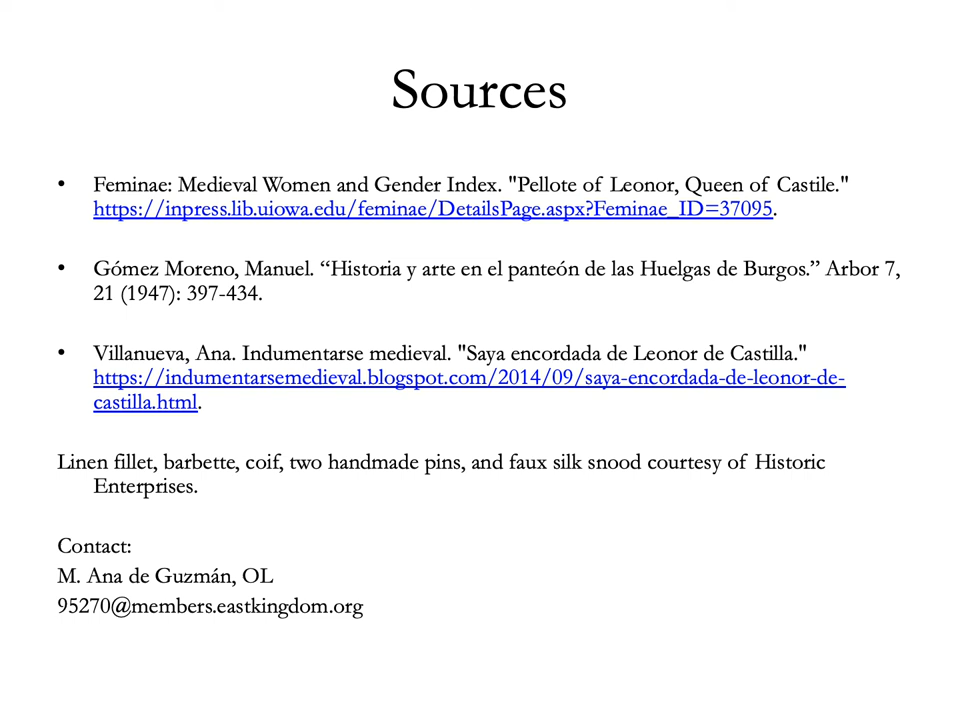 Sources
• Feminae: Medieval Women and Gender Index. "Pellote of Leonor, Queen of Castile."
https://inpress.lib.uiowa.edu/feminae/DetailsPage.aspx?Feminae_ID=37095.
• Gómez Moreno, Manuel. “Historia y arte en el panteón de las Huelgas de Burgos.” Arbor 7,
21 (1947): 397-434.
• Villanueva, Ana. Indumentarse medieval. "Saya encordada de Leonor de Castilla."
https://indumentarsemedieval.blogspot.com/2014/09/saya-encordada-de-leonor-de-
castilla.html.
Linen fillet, barbette, coif, two handmade pins, and faux silk snood courtesy of Historic
Enterprises.
Contact:
M. Ana de Guzmán, OL
95270@members.eastkingdom.org